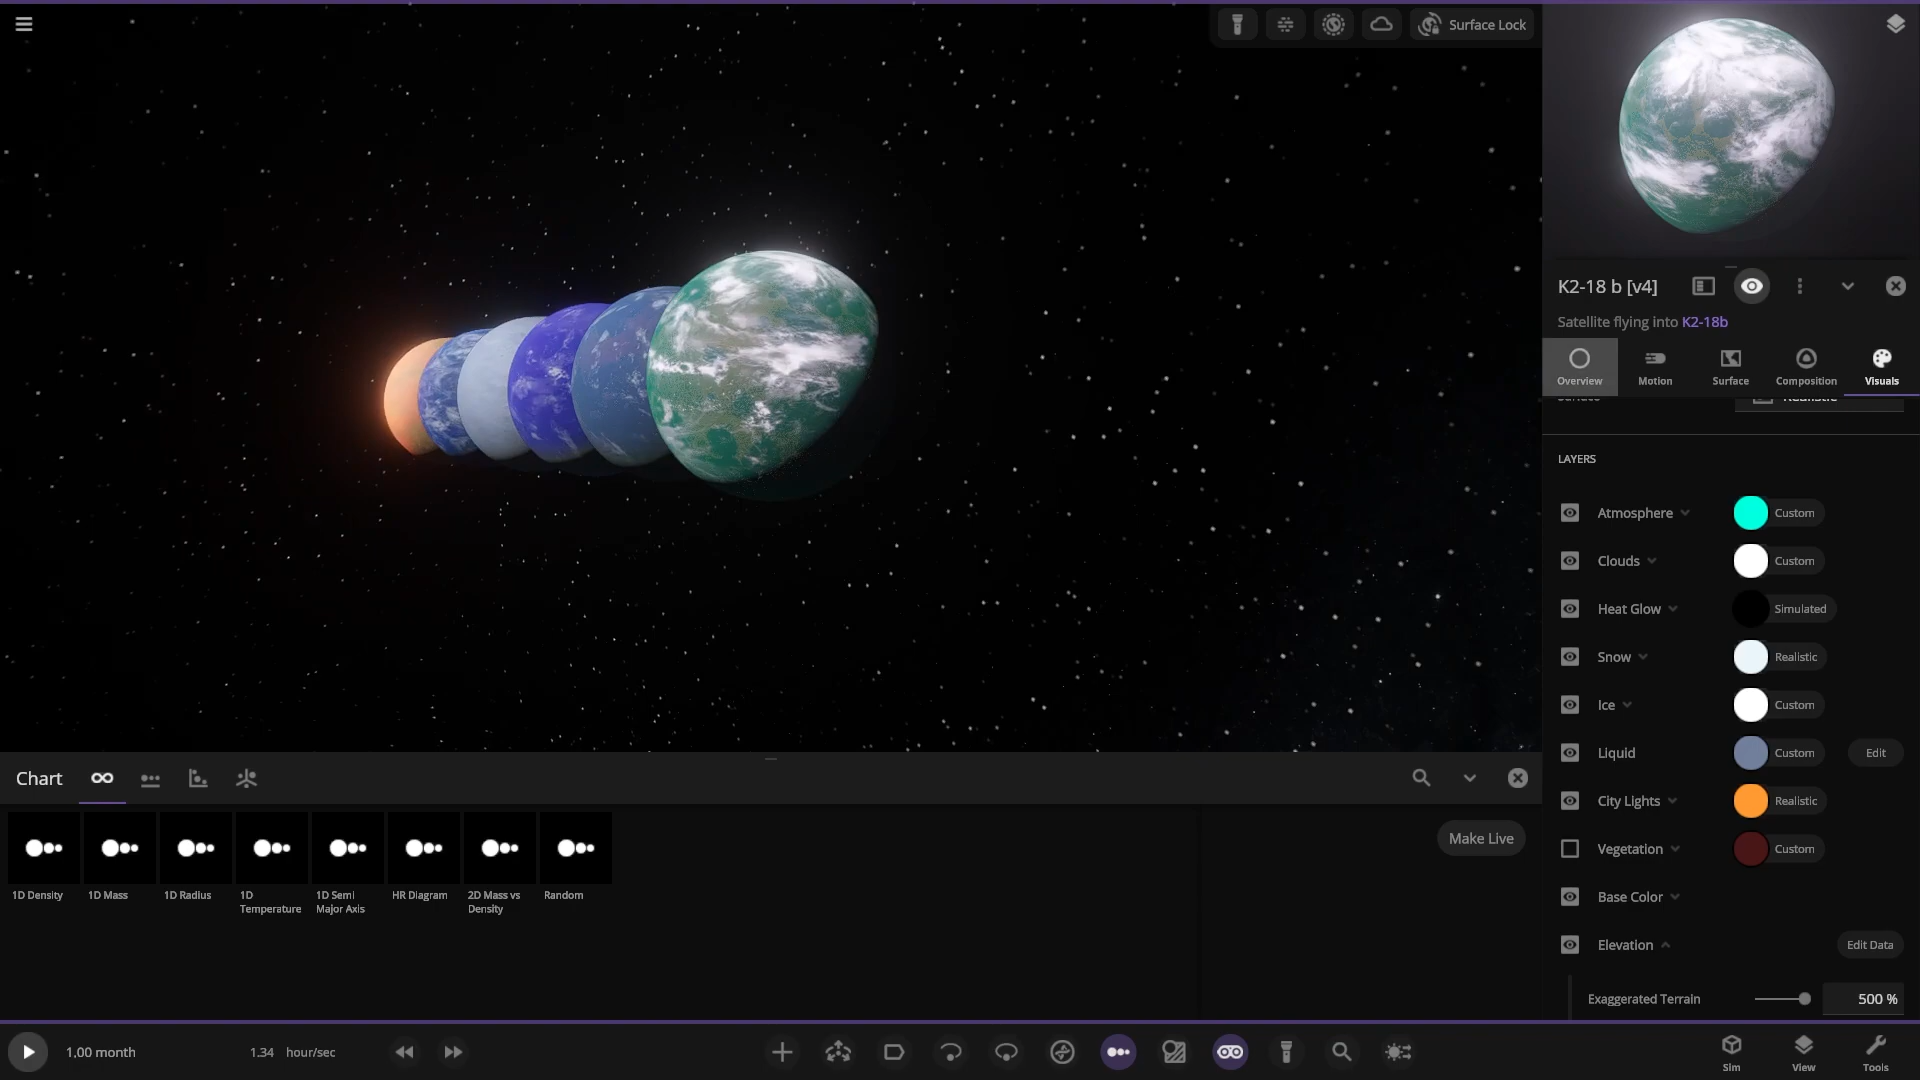 Surface Lock
K2-18 b [v4]
Satellite flying into K2-18b
Overview
Motion
Surface
Composition
Visuals
Surface
Realistic
LAYERS
Atmosphere
Custom
Clouds
Custom
Heat Glow
Simulated
Snow
Realistic
Ice
Custom
Liquid
Custom
Edit
City Lights
Realistic
Vegetation
Custom
Base Color
Elevation
Edit Data
Exaggerated Terrain
500 %
Chart
Make Live
1D Density
1D Mass
1D Radius
1D
Temperature
1D Semi
Major Axis
HR Diagram
2D Mass vs
Density
Random
1.00 month
1.34 hour/sec
Sim
View
Tools